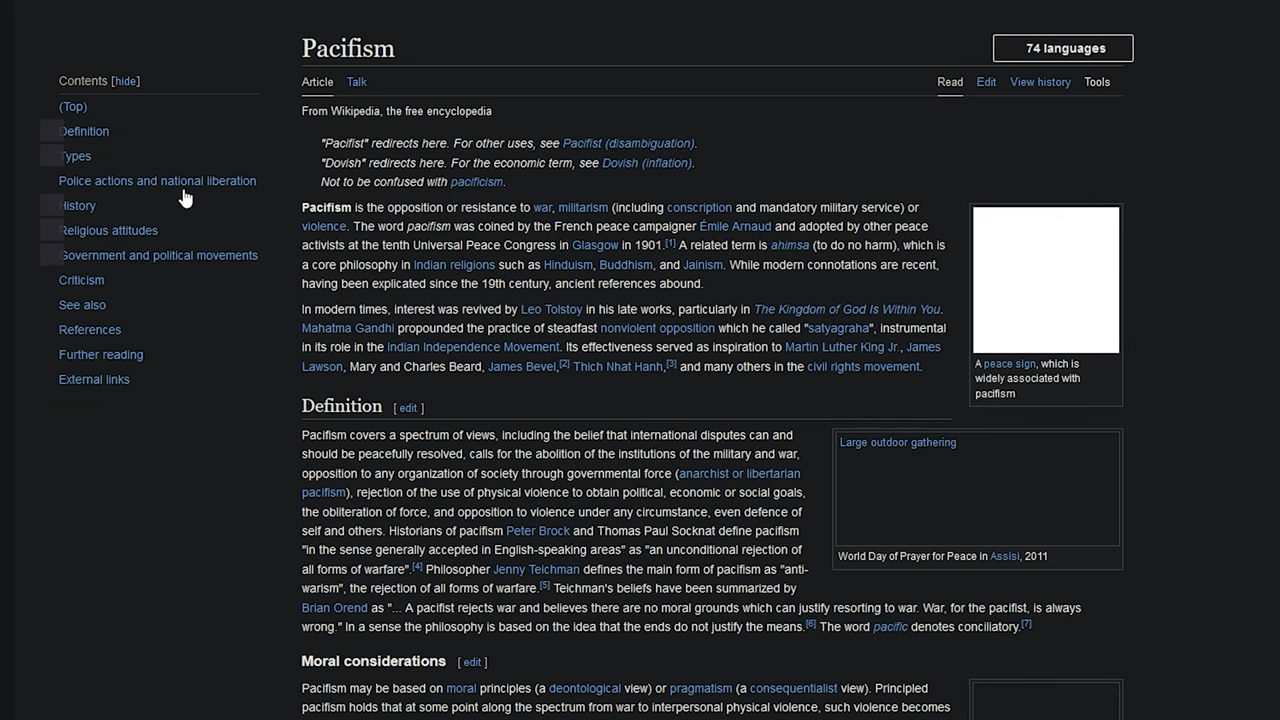 Pacifism
74 languages
Contents [hide]
(Top)
Definition
Types
Police actions and national liberation
History
Religious attitudes
Government and political movements
Criticism
See also
References
Further reading
External links
Article Talk
Read Edit View history Tools
From Wikipedia, the free encyclopedia
"Pacifist" redirects here. For other uses, see Pacifist (disambiguation).
"Dovish" redirects here. For the economic term, see Dovish (inflation).
Not to be confused with pacificism.
Pacifism is the opposition or resistance to war, militarism (including conscription and mandatory military service) or
violence. The word pacifism was coined by the French peace campaigner Émile Arnaud and adopted by other peace
activists at the tenth Universal Peace Congress in Glasgow in 1901.[1] A related term is ahimsa (to do no harm), which is
a core philosophy in Indian religions such as Hinduism, Buddhism, and Jainism. While modern connotations are recent,
having been explicated since the 19th century, ancient references abound.
In modern times, interest was revived by Leo Tolstoy in his late works, particularly in The Kingdom of God Is Within You.
Mahatma Gandhi propounded the practice of steadfast nonviolent opposition which he called "satyagraha", instrumental
in its role in the Indian Independence Movement. Its effectiveness served as inspiration to Martin Luther King Jr., James
Lawson, Mary and Charles Beard, James Bevel,[2] Thich Nhat Hanh,[3] and many others in the civil rights movement.
A peace sign, which is
widely associated with
pacifism
Definition [ edit ]
Pacifism covers a spectrum of views, including the belief that international disputes can and
should be peacefully resolved, calls for the abolition of the institutions of the military and war,
opposition to any organization of society through governmental force (anarchist or libertarian
pacifism), rejection of the use of physical violence to obtain political, economic or social goals,
the obliteration of force, and opposition to violence under any circumstance, even defence of
self and others. Historians of pacifism Peter Brock and Thomas Paul Socknat define pacifism
"in the sense generally accepted in English-speaking areas" as "an unconditional rejection of
all forms of warfare".[4] Philosopher Jenny Teichman defines the main form of pacifism as "anti-
warism", the rejection of all forms of warfare.[5] Teichman's beliefs have been summarized by
Brian Orend as "... A pacifist rejects war and believes there are no moral grounds which can justify resorting to war. War, for the pacifist, is always
wrong." In a sense the philosophy is based on the idea that the ends do not justify the means.[6] The word pacific denotes conciliatory.[7]
Large outdoor gathering
World Day of Prayer for Peace in Assisi, 2011
Moral considerations [ edit ]
Pacifism may be based on moral principles (a deontological view) or pragmatism (a consequentialist view). Principled
pacifism holds that at some point along the spectrum from war to interpersonal physical violence, such violence becomes